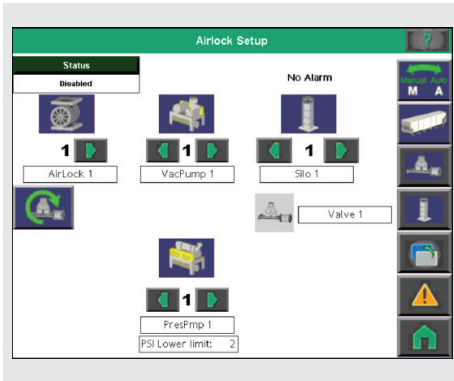 Airlock Setup
?
Status
Disabled
No Alarm
Manual Auto
M A
1
1
1
AirLock 1
VacPump 1
Silo 1
Valve 1
1
PresPmp 1
PSI Lower limit: 2